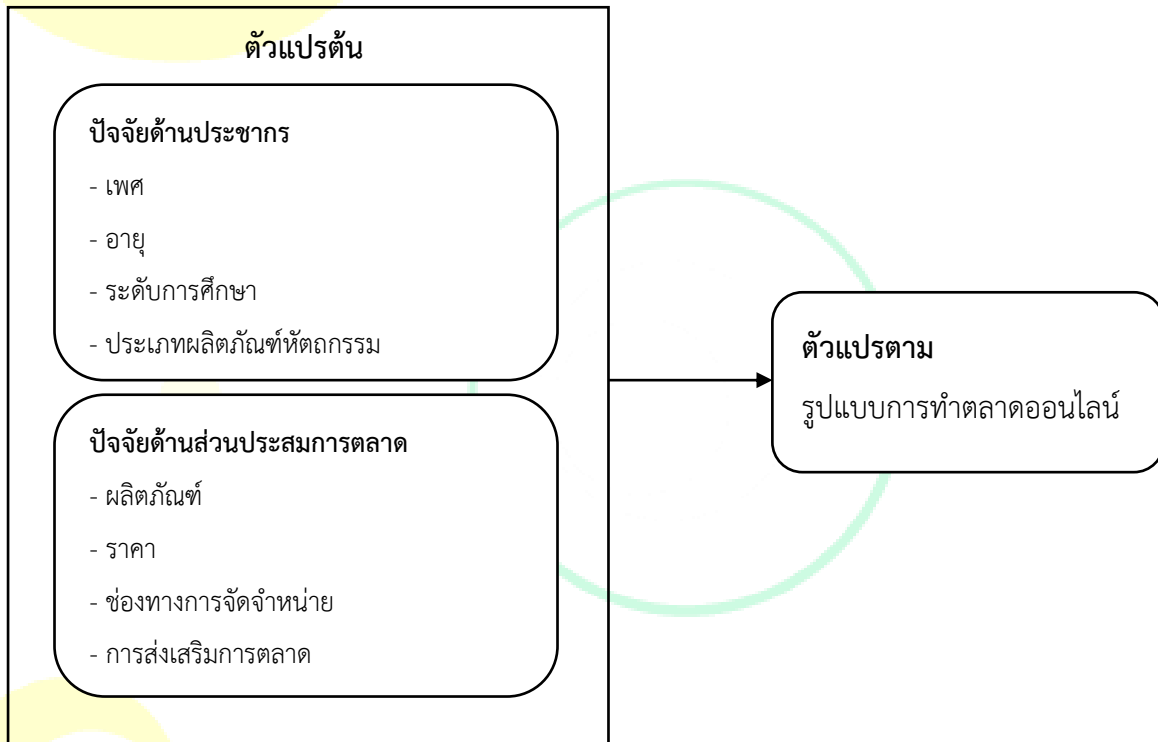 ตัวแปรต้น
ปัจจัยด้านประชากร
- เพศ
- อายุ
- ระดับการศึกษา
- ประเภทผลิตภัณฑ์หัตถกรรม
ปัจจัยด้านส่วนประสมการตลาด
- ผลิตภัณฑ์
- ราคา
- ช่องทางการจัดจำหน่าย
- การส่งเสริมการตลาด
ตัวแปรตาม
รูปแบบการทำตลาดออนไลน์